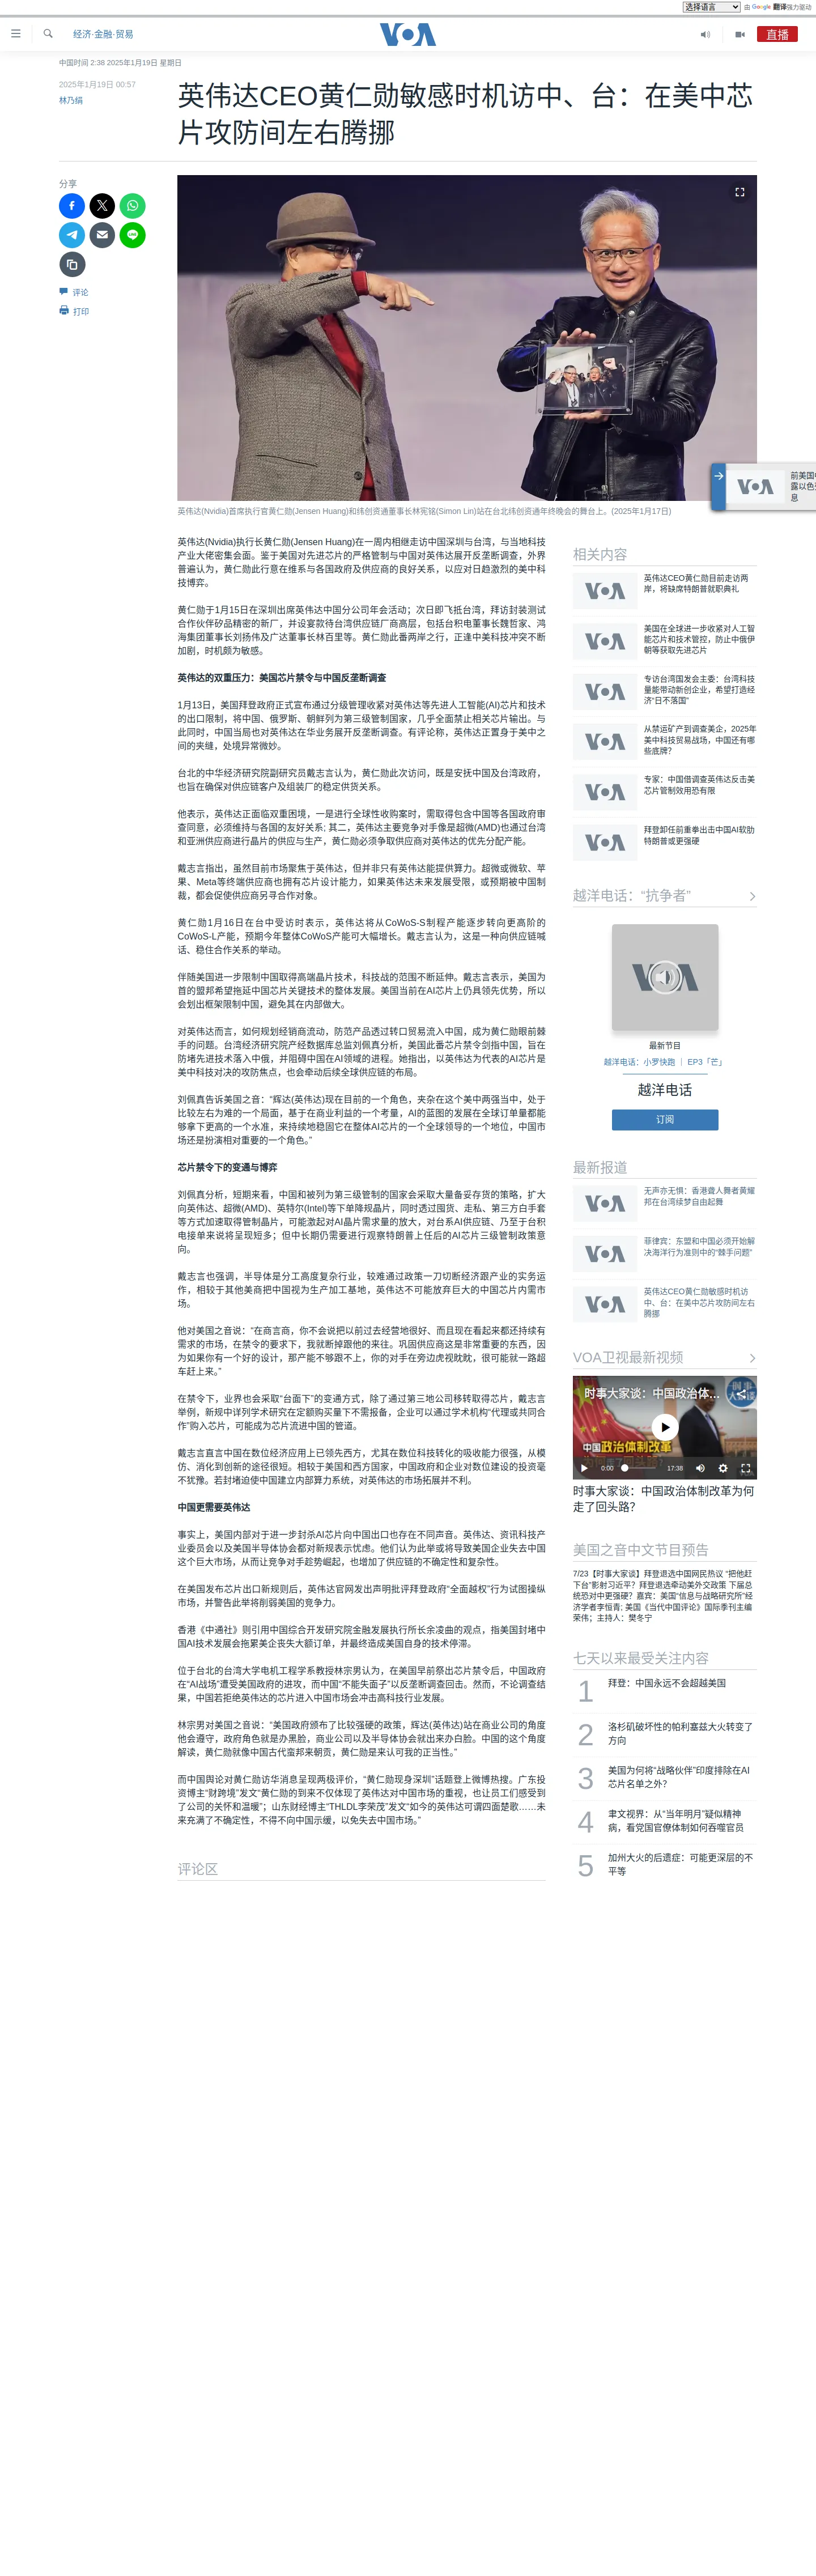 选择语言
由 Google 翻译强力驱动
经济·金融·贸易
VOA
直播
中国时间 2:38 2025年1月19日 星期日
2025年1月19日 00:57
林乃绢
英伟达CEO黄仁勋敏感时机访中、台：在美中芯
片攻防间左右腾挪
分享
评论
打印
英伟达(Nvidia)首席执行官黄仁勋(Jensen Huang)和纬创资通董事长林宪铭(Simon Lin)站在台北纬创资通年终晚会的舞台上。(2025年1月17日)
前美国中
露以色列
息
英伟达(Nvidia)执行长黄仁勋(Jensen Huang)在一周内相继走访中国深圳与台湾，与当地科技
产业大佬密集会面。鉴于美国对先进芯片的严格管制与中国对英伟达展开反垄断调查，外界
普遍认为，黄仁勋此行意在维系与各国政府及供应商的良好关系，以应对日趋激烈的美中科
技博弈。
黄仁勋于1月15日在深圳出席英伟达中国分公司年会活动；次日即飞抵台湾，拜访封装测试
合作伙伴矽品精密的新厂，并设宴款待台湾供应链厂商高层，包括台积电董事长魏哲家、鸿
海集团董事长刘扬伟及广达董事长林百里等。黄仁勋此番两岸之行，正逢中美科技冲突不断
加剧，时机颇为敏感。
英伟达的双重压力：美国芯片禁令与中国反垄断调查
1月13日，美国拜登政府正式宣布通过分级管理收紧对英伟达等先进人工智能(AI)芯片和技术
的出口限制，将中国、俄罗斯、朝鲜列为第三级管制国家，几乎全面禁止相关芯片输出。与
此同时，中国当局也对英伟达在华业务展开反垄断调查。有评论称，英伟达正置身于美中之
间的夹缝，处境异常微妙。
台北的中华经济研究院副研究员戴志言认为，黄仁勋此次访问，既是安抚中国及台湾政府，
也旨在确保对供应链客户及组装厂的稳定供货关系。
他表示，英伟达正面临双重困境，一是进行全球性收购案时，需取得包含中国等各国政府审
查同意，必须维持与各国的友好关系; 其二，英伟达主要竞争对手像是超微(AMD)也通过台湾
和亚洲供应商进行晶片的供应与生产，黄仁勋必须争取供应商对英伟达的优先分配产能。
戴志言指出，虽然目前市场聚焦于英伟达，但并非只有英伟达能提供算力。超微或微软、苹
果、Meta等终端供应商也拥有芯片设计能力，如果英伟达未来发展受限，或预期被中国制
裁，都会促使供应商另寻合作对象。
黄仁勋1月16日在台中受访时表示，英伟达将从CoWoS-S制程产能逐步转向更高阶的
CoWoS-L产能，预期今年整体CoWoS产能可大幅增长。戴志言认为，这是一种向供应链喊
话、稳住合作关系的举动。
伴随美国进一步限制中国取得高端晶片技术，科技战的范围不断延伸。戴志言表示，美国为
首的盟邦希望拖延中国芯片关键技术的整体发展。美国当前在AI芯片上仍具领先优势，所以
会划出框架限制中国，避免其在内部做大。
对英伟达而言，如何规划经销商流动，防范产品透过转口贸易流入中国，成为黄仁勋眼前棘
手的问题。台湾经济研究院产经数据库总监刘佩真分析，美国此番芯片禁令剑指中国，旨在
防堵先进技术落入中俄，并阻碍中国在AI领域的进程。她指出，以英伟达为代表的AI芯片是
美中科技对决的攻防焦点，也会牵动后续全球供应链的布局。
刘佩真告诉美国之音：“辉达(英伟达)现在目前的一个角色，夹杂在这个美中两强当中，处于
比较左右为难的一个局面，基于在商业利益的一个考量，AI的蓝图的发展在全球订单量都能
够拿下更高的一个水准，来持续地稳固它在整体AI芯片的一个全球领导的一个地位，中国市
场还是扮演相对重要的一个角色。”
芯片禁令下的变通与博弈
刘佩真分析，短期来看，中国和被列为第三级管制的国家会采取大量备妥存货的策略，扩大
向英伟达、超微(AMD)、英特尔(Intel)等下单降规晶片，同时透过囤货、走私、第三方白手套
等方式加速取得管制晶片，可能激起对AI晶片需求量的放大，对台系AI供应链、乃至于台积
电接单来说将呈现短多；但中长期仍需要进行观察特朗普上任后的AI芯片三级管制政策意
向。
戴志言也强调，半导体是分工高度复杂行业，较难通过政策一刀切断经济跟产业的实务运
作，相较于其他美商把中国视为生产加工基地，英伟达不可能放弃巨大的中国芯片内需市
场。
他对美国之音说：“在商言商，你不会说把以前过去经营地很好、而且现在看起来都还持续有
需求的市场，在禁令的要求下，我就断掉跟他的来往。巩固供应商这是非常重要的东西，因
为如果你有一个好的设计，那产能不够跟不上，你的对手在旁边虎视眈眈，很可能就一路超
车赶上来。”
在禁令下，业界也会采取“台面下”的变通方式，除了通过第三地公司移转取得芯片，戴志言
举例，新规中详列学术研究在定额购买量下不需报备，企业可以通过学术机构“代理或共同合
作”购入芯片，可能成为芯片流进中国的管道。
戴志言直言中国在数位经济应用上已领先西方，尤其在数位科技转化的吸收能力很强，从模
仿、消化到创新的途径很短。相较于美国和西方国家，中国政府和企业对数位建设的投资毫
不犹豫。若封堵迫使中国建立内部算力系统，对英伟达的市场拓展并不利。
中国更需要英伟达
事实上，美国内部对于进一步封杀AI芯片向中国出口也存在不同声音。英伟达、资讯科技产
业委员会以及美国半导体协会都对新规表示忧虑。他们认为此举或将导致美国企业失去中国
这个巨大市场，从而让竞争对手趁势崛起，也增加了供应链的不确定性和复杂性。
在美国发布芯片出口新规则后，英伟达官网发出声明批评拜登政府“全面越权”行为试图操纵
市场，并警告此举将削弱美国的竞争力。
香港《中通社》则引用中国综合开发研究院金融发展执行所长余凌曲的观点，指美国封堵中
国AI技术发展会拖累美企丧失大额订单，并最终造成美国自身的技术停滞。
位于台北的台湾大学电机工程学系教授林宗男认为，在美国早前祭出芯片禁令后，中国政府
在“AI战场”遭受美国政府的进攻，而中国“不能失面子”以反垄断调查回击。然而，不论调查结
果，中国若拒绝英伟达的芯片进入中国市场会冲击高科技行业发展。
林宗男对美国之音说：“美国政府颁布了比较强硬的政策，辉达(英伟达)站在商业公司的角度
他会遵守，政府角色就是办黑脸，商业公司以及半导体协会就出来办白脸。中国的这个角度
解读，黄仁勋就像中国古代蛮邦来朝贡，黄仁勋是来认可我的正当性。”
而中国舆论对黄仁勋访华消息呈现两极评价，“黄仁勋现身深圳”话题登上微博热搜。广东投
资博主“财跨境”发文“黄仁勋的到来不仅体现了英伟达对中国市场的重视，也让员工们感受到
了公司的关怀和温暖”；山东财经博主“THLDL李荣茂”发文“如今的英伟达可谓四面楚歌……未
来充满了不确定性，不得不向中国示缓，以免失去中国市场。”
评论区
相关内容
英伟达CEO黄仁勋目前走访两
岸，将缺席特朗普就职典礼
美国在全球进一步收紧对人工智
能芯片和技术管控，防止中俄伊
朝等获取先进芯片
专访台湾国发会主委：台湾科技
量能带动新创企业，希望打造经
济“日不落国”
从禁运矿产到调查美企，2025年
美中科技贸易战场，中国还有哪
些底牌？
专家：中国借调查英伟达反击美
芯片管制效用恐有限
拜登卸任前重拳出击中国AI软肋
特朗普或更强硬
越洋电话：“抗争者”
最新节目
越洋电话：小罗快跑 ｜ EP3「芒」
越洋电话
订阅
最新报道
无声亦无惧：香港聋人舞者黄耀
邦在台湾续梦自由起舞
菲律宾：东盟和中国必须开始解
决海洋行为准则中的“棘手问题”
英伟达CEO黄仁勋敏感时机访
中、台：在美中芯片攻防间左右
腾挪
VOA卫视最新视频
时事大家谈：中国政治体…
中国政治体制改革
0:00
17:38
时事大家谈：中国政治体制改革为何
走了回头路？
美国之音中文节目预告
7/23【时事大家谈】拜登退选中国网民热议 “把他赶
下台”影射习近平？拜登退选牵动美外交政策 下届总
统恐对中更强硬？嘉宾：美国“信息与战略研究所”经
济学者李恒青; 美国《当代中国评论》国际季刊主编
荣伟；主持人：樊冬宁
七天以来最受关注内容
1
拜登：中国永远不会超越美国
2
洛杉矶破坏性的帕利塞兹大火转变了
方向
3
美国为何将“战略伙伴”印度排除在AI
芯片名单之外？
4
聿文视界：从“当年明月”疑似精神
病，看党国官僚体制如何吞噬官员
5
加州大火的后遗症：可能更深层的不
平等